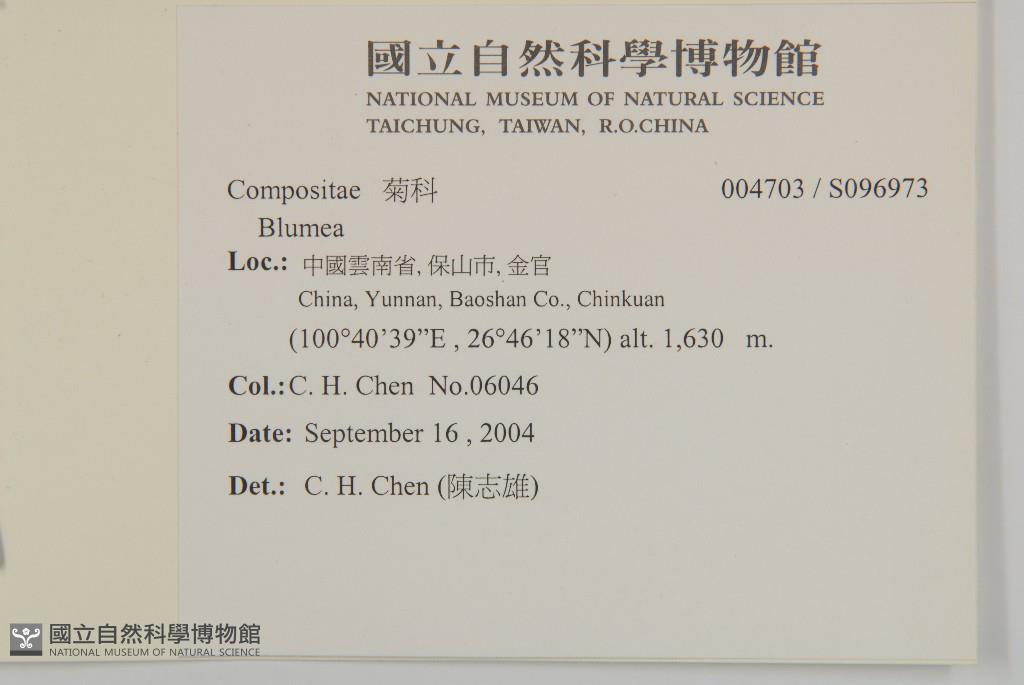 國立自然科學博物館
NATIONAL MUSEUM OF NATURAL SCIENCE
TAICHUNG, TAIWAN, R.O.CHINA
Compositae 菊科 004703 / S096973
Blumea
Loc.: 中國雲南省, 保山市, 金官
China, Yunnan, Baoshan Co., Chinkuan
(100°40’39”E , 26°46’18”N) alt. 1,630 m.
Col.: C. H. Chen No.06046
Date: September 16 , 2004
Det.: C. H. Chen (陳志雄)
國立自然科學博物館
NATIONAL MUSEUM OF NATURAL SCIENCE